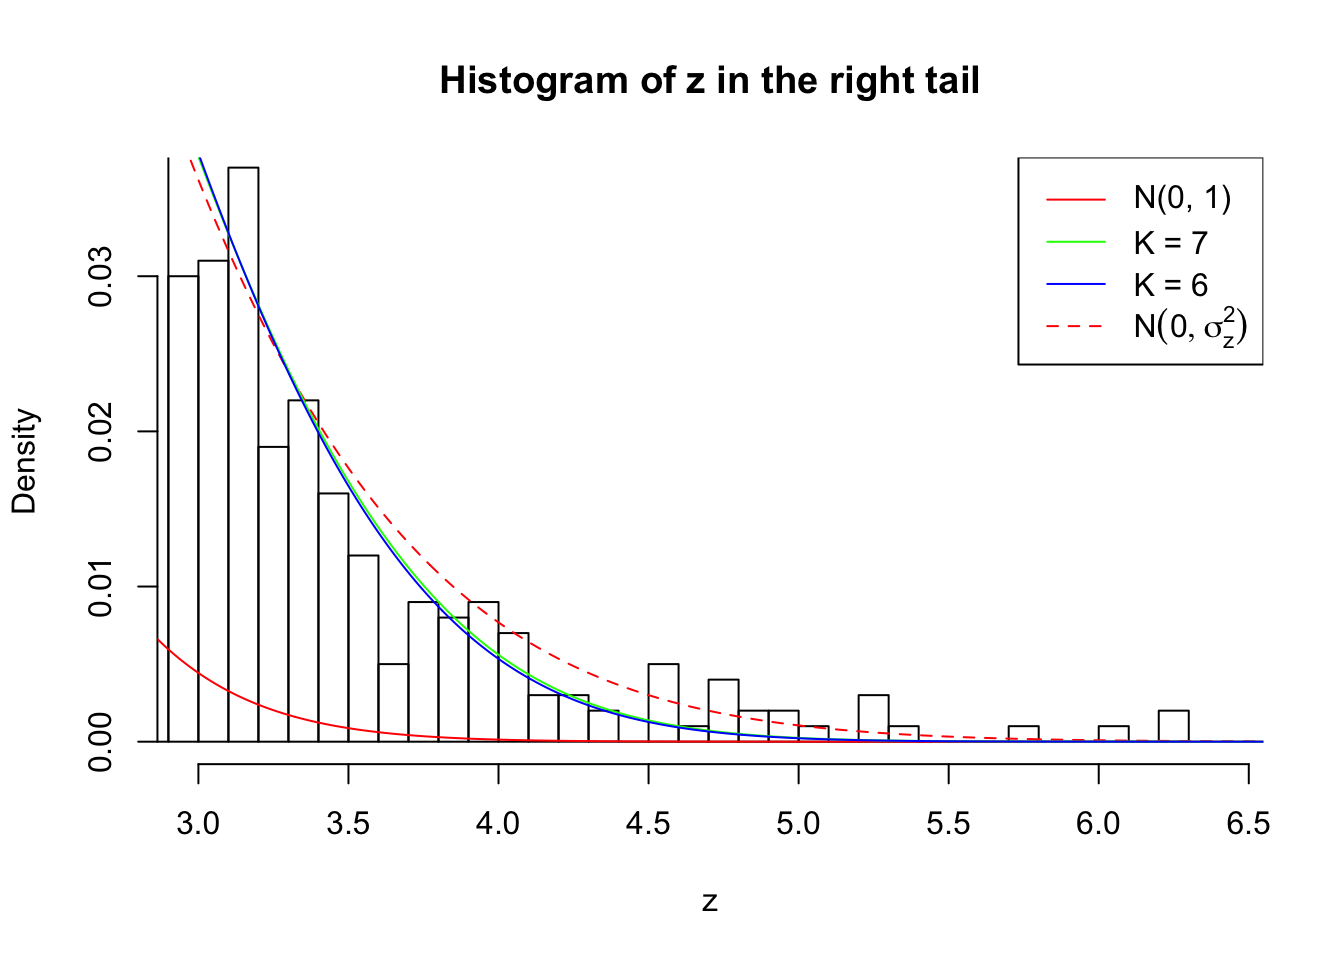 Histogram of z in the right tail
N(0, 1)
K = 7
K = 6
N(0, σ_z^2)
Density
0.03
0.02
0.01
0.00
3.0 3.5 4.0 4.5 5.0 5.5 6.0 6.5
z